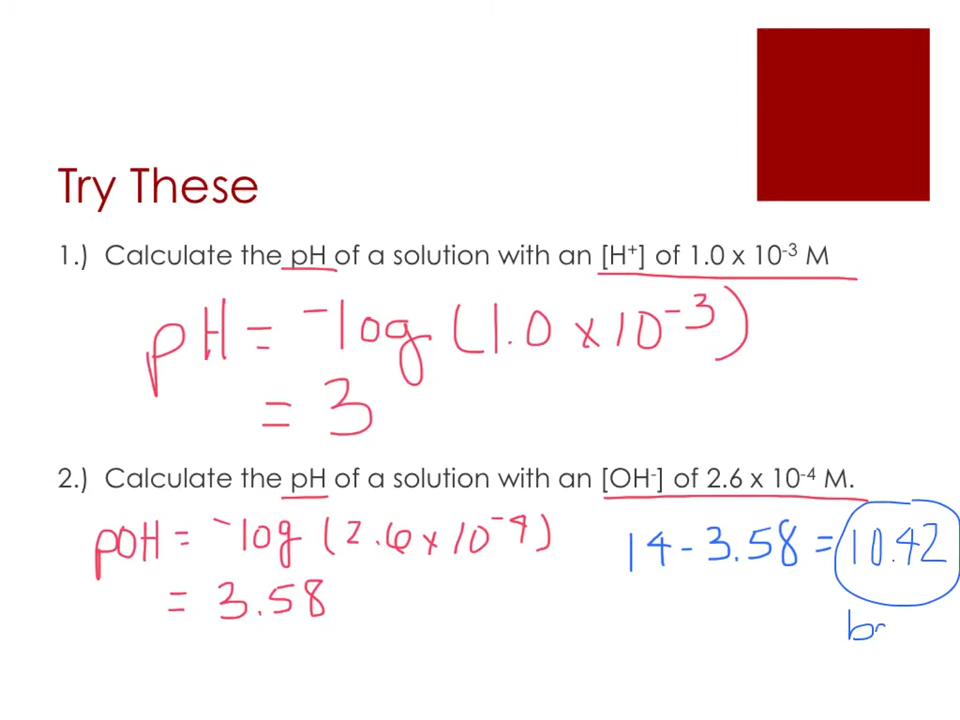 Try These
1.) Calculate the pH of a solution with an [H⁺] of 1.0 x 10⁻³ M
pH = -log (1.0 x 10⁻³)
= 3
2.) Calculate the pH of a solution with an [OH⁻] of 2.6 x 10⁻⁴ M.
pOH = -log (2.6 x 10⁻⁴)
14 - 3.58 = 10.42
= 3.58